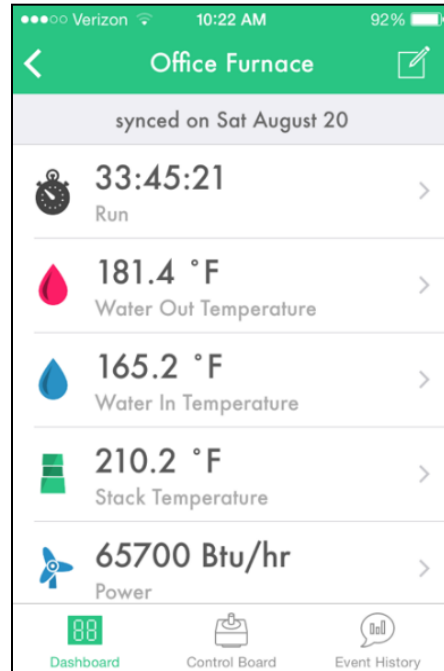 Verizon 10:22 AM 92%
Office Furnace
synced on Sat August 20
33:45:21
Run
181.4 °F
Water Out Temperature
165.2 °F
Water In Temperature
210.2 °F
Stack Temperature
65700 Btu/hr
Power
Dashboard Control Board Event History